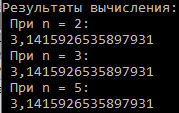 Результаты вычисления:
При n = 2:
3,1415926535897931
При n = 3:
3,1415926535897931
При n = 5:
3,1415926535897931